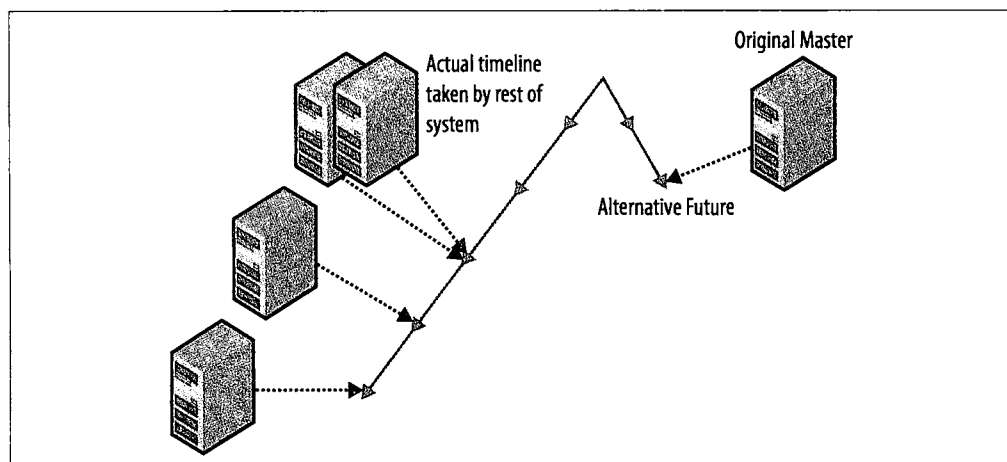 Actual timeline
taken by rest of
system
Original Master
Alternative Future